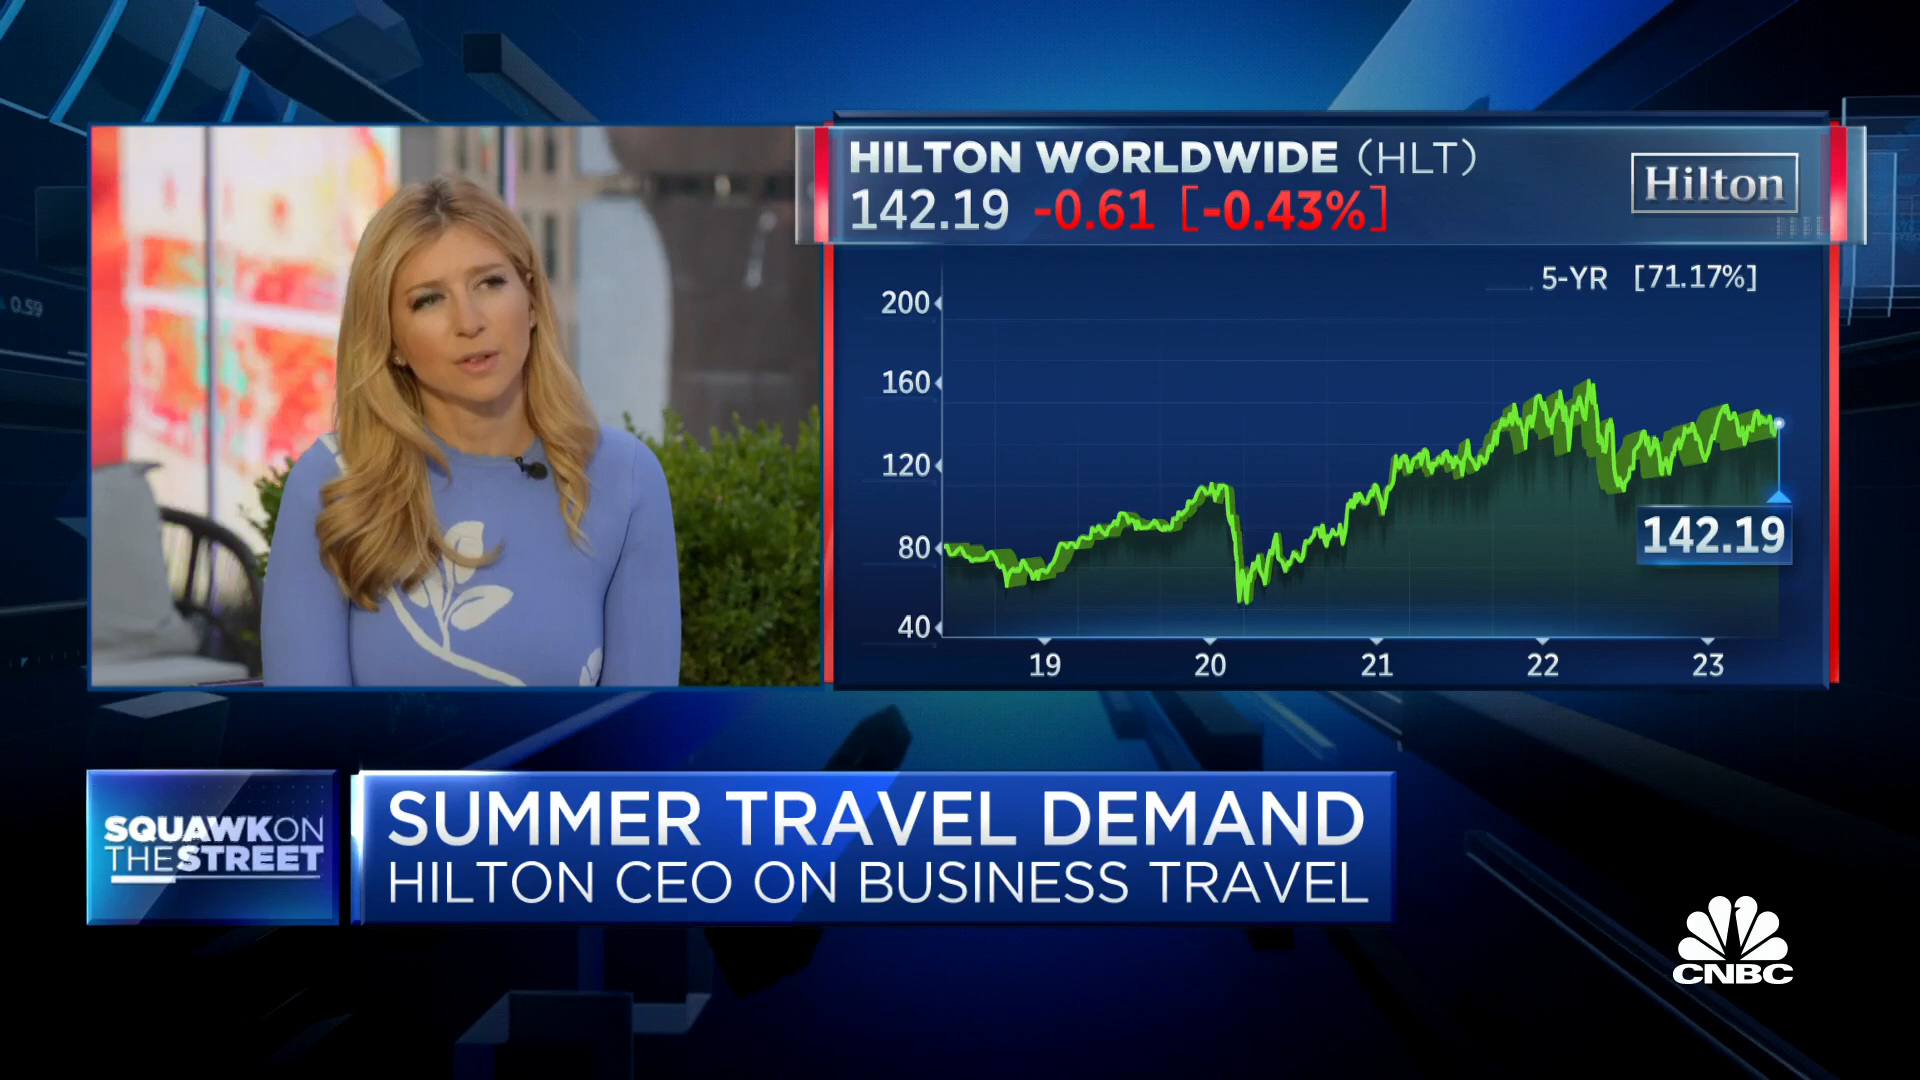 HILTON WORLDWIDE (HLT)
142.19 -0.61 [-0.43%]
Hilton
5-YR [71.17%]
200
160
120
80
40
142.19
19 20 21 22 23
0.59
SQUAWK ON
THE STREET
SUMMER TRAVEL DEMAND
HILTON CEO ON BUSINESS TRAVEL
CNBC